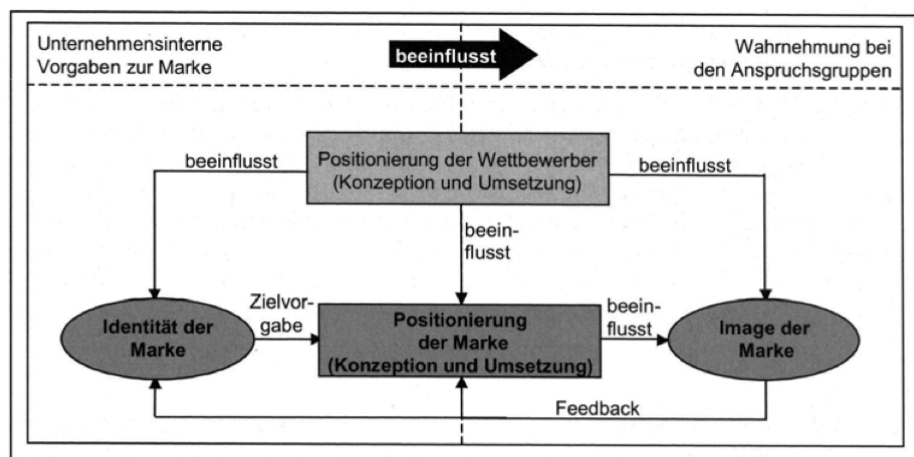 Unternehmensinterne
Vorgaben zur Marke
beeinflusst
Wahrnehmung bei
den Anspruchsgruppen
beeinflusst
Positionierung der Wettbewerber
(Konzeption und Umsetzung)
beeinflusst
beein-
flusst
Identität der
Marke
Zielvor-
gabe
Positionierung
der Marke
(Konzeption und Umsetzung)
beein-
flusst
Image der
Marke
Feedback